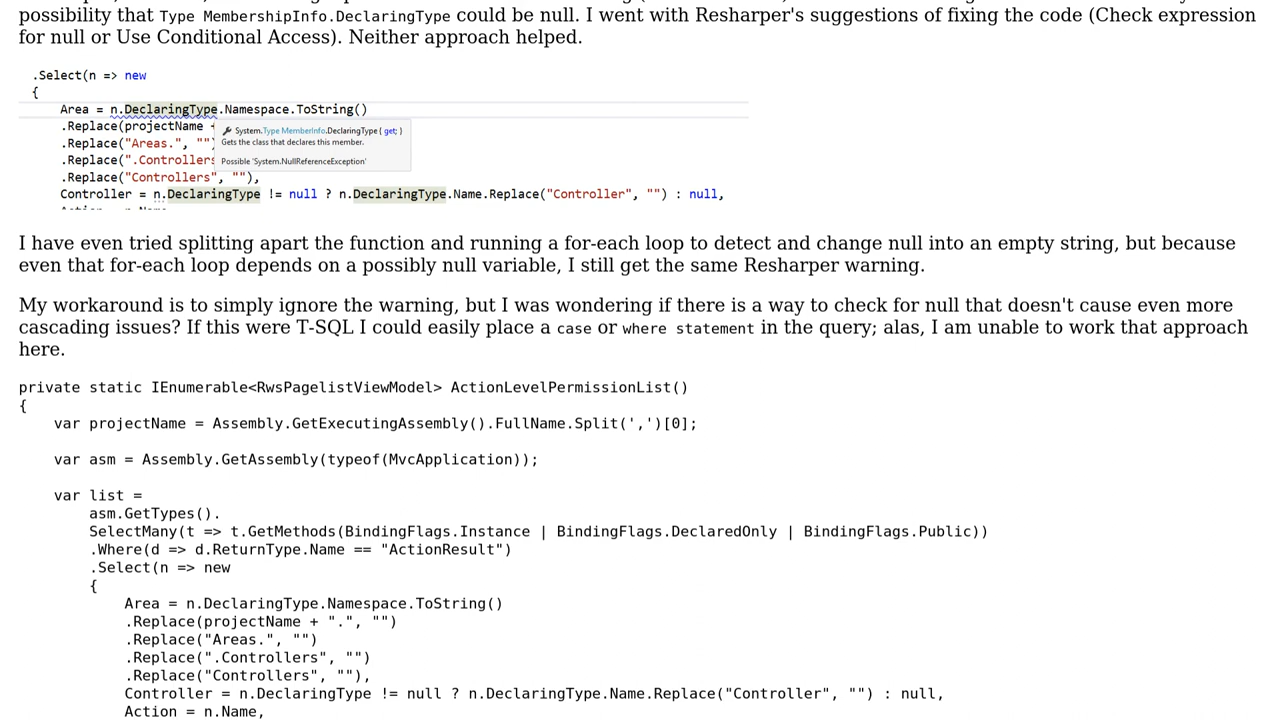 possibility that Type MembershipInfo.DeclaringType could be null. I went with Resharper's suggestions of fixing the code (Check expression
for null or Use Conditional Access). Neither approach helped.
.Select(n => new
{
Area = n.DeclaringType.Namespace.ToString()
.Replace(projectName +
System.Type MemberInfo.DeclaringType { get; }
Gets the class that declares this member.
.Replace("Areas.", "")
.Replace(".Controllers
Possible 'System.NullReferenceException'
.Replace("Controllers", ""),
Controller = n.DeclaringType != null ? n.DeclaringType.Name.Replace("Controller", "") : null,
I have even tried splitting apart the function and running a for-each loop to detect and change null into an empty string, but because
even that for-each loop depends on a possibly null variable, I still get the same Resharper warning.
My workaround is to simply ignore the warning, but I was wondering if there is a way to check for null that doesn't cause even more
cascading issues? If this were T-SQL I could easily place a case or where statement in the query; alas, I am unable to work that approach
here.
private static IEnumerable<RwsPagelistViewModel> ActionLevelPermissionList()
{
var projectName = Assembly.GetExecutingAssembly().FullName.Split(',')[0];
var asm = Assembly.GetAssembly(typeof(MvcApplication));
var list =
asm.GetTypes().
SelectMany(t => t.GetMethods(BindingFlags.Instance | BindingFlags.DeclaredOnly | BindingFlags.Public))
.Where(d => d.ReturnType.Name == "ActionResult")
.Select(n => new
{
Area = n.DeclaringType.Namespace.ToString()
.Replace(projectName + ".", "")
.Replace("Areas.", "")
.Replace(".Controllers", "")
.Replace("Controllers", ""),
Controller = n.DeclaringType != null ? n.DeclaringType.Name.Replace("Controller", "") : null,
Action = n.Name,